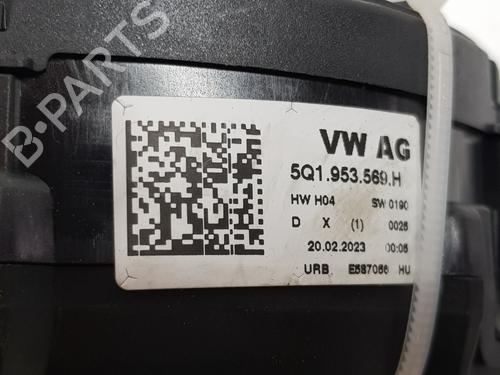 B-PARTS
VW AG
5Q1.953.569.H
HW H04 SW 0190
D X (1) 0025
20.02.2023 00:05
URB E587056 HU